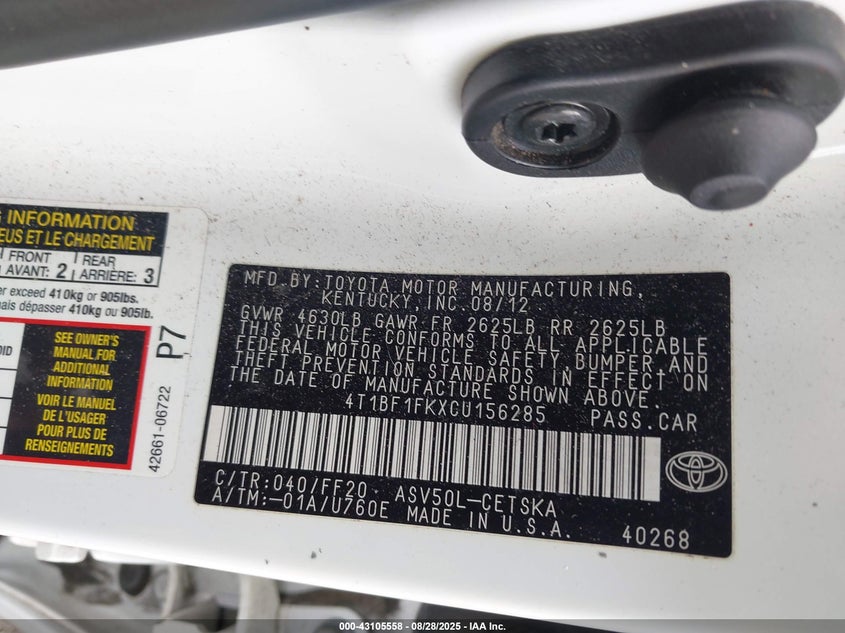 G INFORMATION
EUS ET LE CHARGEMENT
FRONT REAR
AVANT: 2 ARRIÈRE: 3
er exceed 410kg or 905lbs.
mais dépasser 410kg ou 905lb.
SEE OWNER'S
MANUAL FOR
ADDITIONAL
INFORMATION
VOIR LE MANUEL
DE L'USAGER
POUR PLUS DE
RENSEIGNEMENTS
OID
P7
42661-06722
MFD BY: TOYOTA MOTOR MANUFACTURING,
KENTUCKY, INC. 08/12
GVWR 4630LB GAWR FR 2625LB RR 2625LB
THIS VEHICLE CONFORMS TO ALL APPLICABLE
FEDERAL MOTOR VEHICLE SAFETY, BUMPER, AND
THEFT PREVENTION STANDARDS IN EFFECT ON
THE DATE OF MANUFACTURE SHOWN ABOVE.
4T1BF1FKXCU156285 PASS.CAR
C/TR:040/FF20 ASV50L-CETSKA
A/TM:-01A/U760E MADE IN U.S.A.
40268
000-43105558 - 08/28/2025 - IAA Inc.